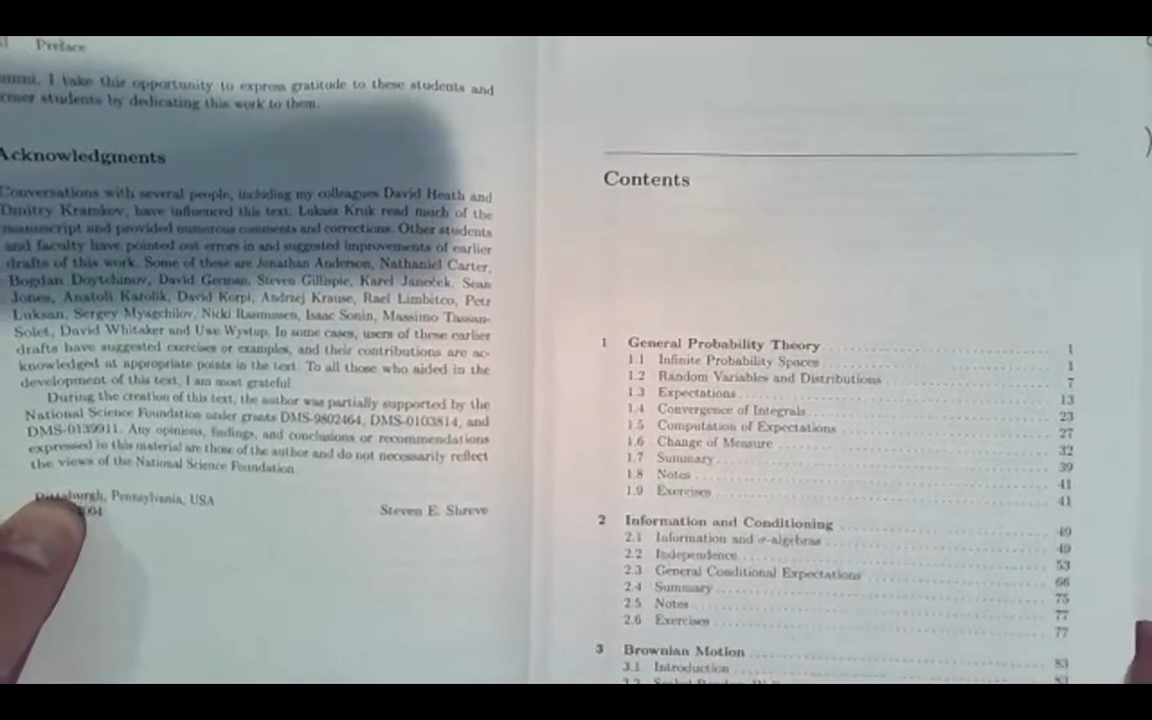 Preface
I take this opportunity to express gratitude to these students and
students by dedicating this work to them.
Acknowledgments
Conversations with several people, including my colleagues David Heath and
Dmitry Kramkov, have influenced this text. Lukasz Kruk read much of the
manuscript and provided numerous comments and corrections. Other students
and faculty have pointed out errors in and suggested improvements of earlier
drafts of this work. Some of these are Jonathan Anderson, Nathaniel Carter,
Bogdan Doytchinov, David German, Steven Gillispie, Karel Janeček, Sean
Jones, Anatoli Karolik, David Korpi, Andrzej Krause, Rael Limbitco, Petr
Luksan, Sergey Myagchilov, Nicki Rasmussen, Isaac Sonin, Massimo Tassan-
Solet, David Whitaker and Uwe Wystup. In some cases, users of these earlier
drafts have suggested exercises or examples, and their contributions are ac-
knowledged at appropriate points in the text. To all those who aided in the
development of this text, I am most grateful.
During the creation of this text, the author was partially supported by the
National Science Foundation under grants DMS-9802464, DMS-0103814, and
DMS-0139911. Any opinions, findings, and conclusions or recommendations
expressed in this material are those of the author and do not necessarily reflect
the views of the National Science Foundation.
Pittsburgh, Pennsylvania, USA
Steven E. Shreve
Contents
1 General Probability Theory 1
1.1 Infinite Probability Spaces 1
1.2 Random Variables and Distributions 7
1.3 Expectations 13
1.4 Convergence of Integrals 23
1.5 Computation of Expectations 27
1.6 Change of Measure 32
1.7 Summary 39
1.8 Notes 41
1.9 Exercises 41
2 Information and Conditioning 49
2.1 Information and σ-algebras 49
2.2 Independence 53
2.3 General Conditional Expectations 66
2.4 Summary 75
2.5 Notes 77
2.6 Exercises 77
3 Brownian Motion 83
3.1 Introduction 83